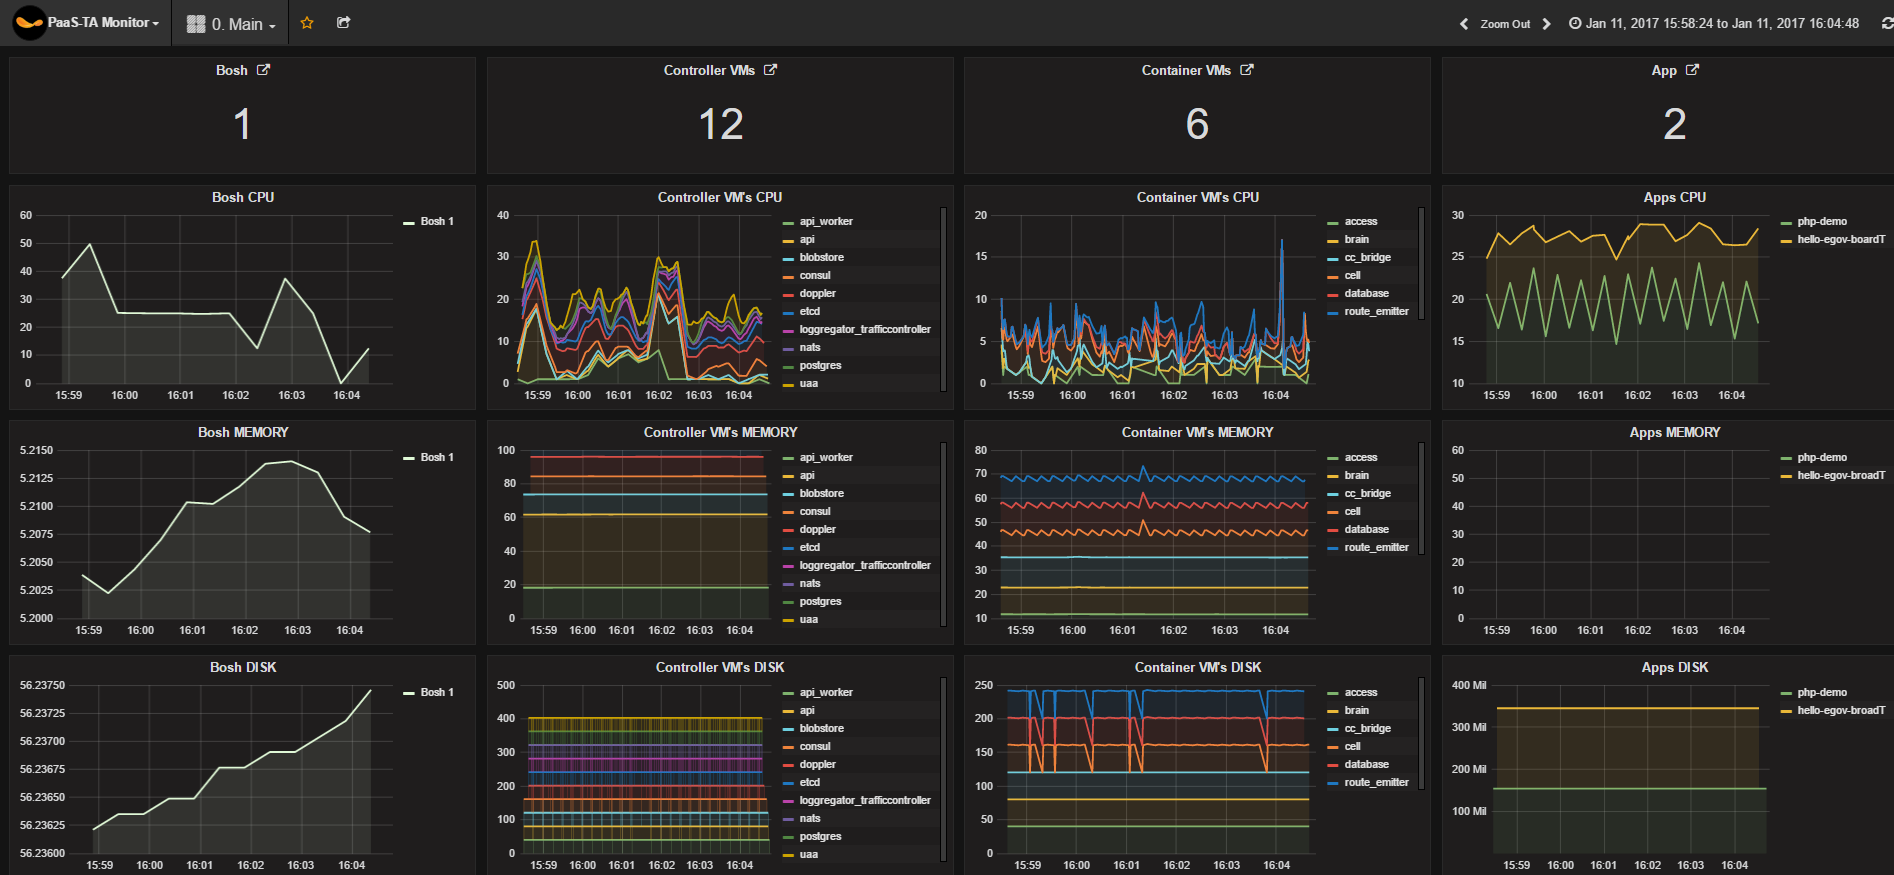 PaaS-TA Monitor
0. Main
Zoom Out
Jan 11, 2017 15:58:24 to Jan 11, 2017 16:04:48
Bosh
1
Controller VMs
12
Container VMs
6
App
2
Bosh CPU
60
50
40
30
20
10
0
15:59 16:00 16:01 16:02 16:03 16:04
Bosh 1
Controller VM's CPU
40
30
20
10
0
15:59 16:00 16:01 16:02 16:03 16:04
api_worker
api
blobstore
consul
doppler
etcd
loggregator_trafficcontroller
nats
postgres
uaa
Container VM's CPU
20
15
10
5
0
15:59 16:00 16:01 16:02 16:03 16:04
access
brain
cc_bridge
cell
database
route_emitter
Apps CPU
30
25
20
15
10
15:59 16:00 16:01 16:02 16:03 16:04
php-demo
hello-egov-boardT
Bosh MEMORY
5.2150
5.2125
5.2100
5.2075
5.2050
5.2025
5.2000
15:59 16:00 16:01 16:02 16:03 16:04
Bosh 1
Controller VM's MEMORY
100
80
60
40
20
0
15:59 16:00 16:01 16:02 16:03 16:04
api_worker
api
blobstore
consul
doppler
etcd
loggregator_trafficcontroller
nats
postgres
uaa
Container VM's MEMORY
80
70
60
50
40
30
20
10
15:59 16:00 16:01 16:02 16:03 16:04
access
brain
cc_bridge
cell
database
route_emitter
Apps MEMORY
60
50
40
30
20
10
0
15:59 16:00 16:01 16:02 16:03 16:04
php-demo
hello-egov-broadT
Bosh DISK
56.23750
56.23725
56.23700
56.23675
56.23650
56.23625
56.23600
15:59 16:00 16:01 16:02 16:03 16:04
Bosh 1
Controller VM's DISK
500
400
300
200
100
0
15:59 16:00 16:01 16:02 16:03 16:04
api_worker
api
blobstore
consul
doppler
etcd
loggregator_trafficcontroller
nats
postgres
uaa
Container VM's DISK
250
200
150
100
50
0
15:59 16:00 16:01 16:02 16:03 16:04
access
brain
cc_bridge
cell
database
route_emitter
Apps DISK
400 Mil
300 Mil
200 Mil
100 Mil
15:59 16:00 16:01 16:02 16:03 16:04
php-demo
hello-egov-broadT